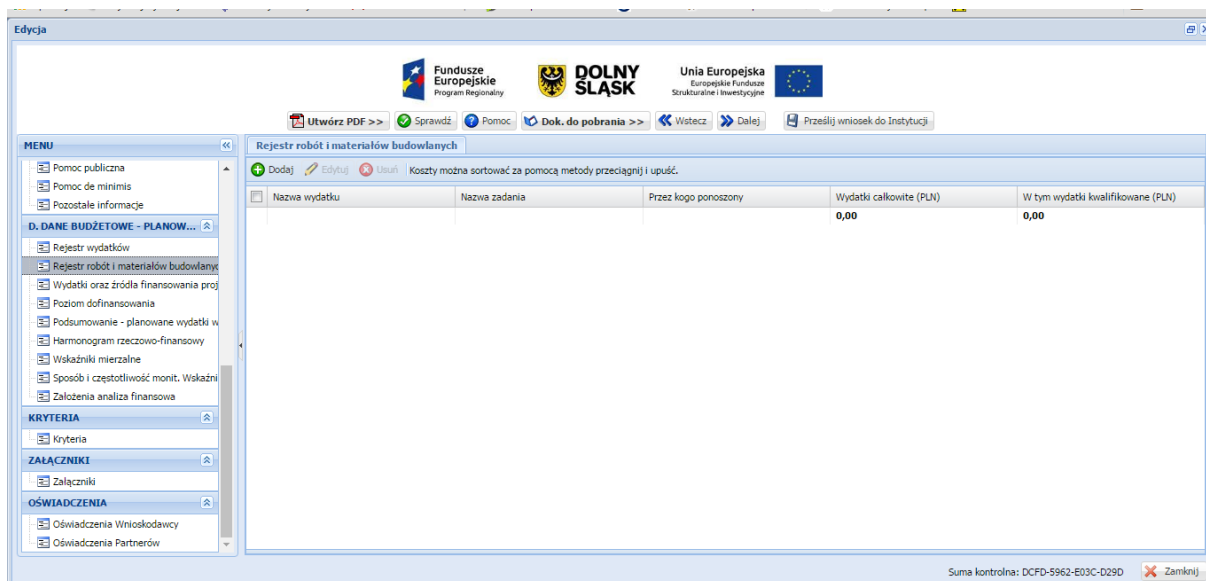 Edycja
Fundusze
Europejskie
Program Regionalny
DOLNY
ŚLĄSK
Unia Europejska
Europejskie Fundusze
Strukturalne i Inwestycyjne
Utwórz PDF >> Sprawdź Pomoc Dok. do pobrania >> Wstecz Dalej Prześlij wniosek do Instytucji
MENU
Pomoc publiczna
Pomoc de minimis
Pozostałe informacje
D. DANE BUDŻETOWE - PLANOW...
Rejestr wydatków
Rejestr robót i materiałów budowlanyc
Wydatki oraz źródła finansowania proj
Poziom dofinansowania
Podsumowanie - planowane wydatki w
Harmonogram rzeczowo-finansowy
Wskaźniki mierzalne
Sposób i częstotliwość monit. Wskaźni
Założenia analiza finansowa
KRYTERIA
Kryteria
ZAŁĄCZNIKI
Załączniki
OŚWIADCZENIA
Oświadczenia Wnioskodawcy
Oświadczenia Partnerów
Rejestr robót i materiałów budowlanych
Dodaj Edytuj Usuń Koszty można sortować za pomocą metody przeciągnij i upuść.
Nazwa wydatku Nazwa zadania Przez kogo ponoszony Wydatki całkowite (PLN) W tym wydatki kwalifikowane (PLN)
0,00 0,00
Suma kontrolna: DCFD-5962-E03C-D29D Zamknij